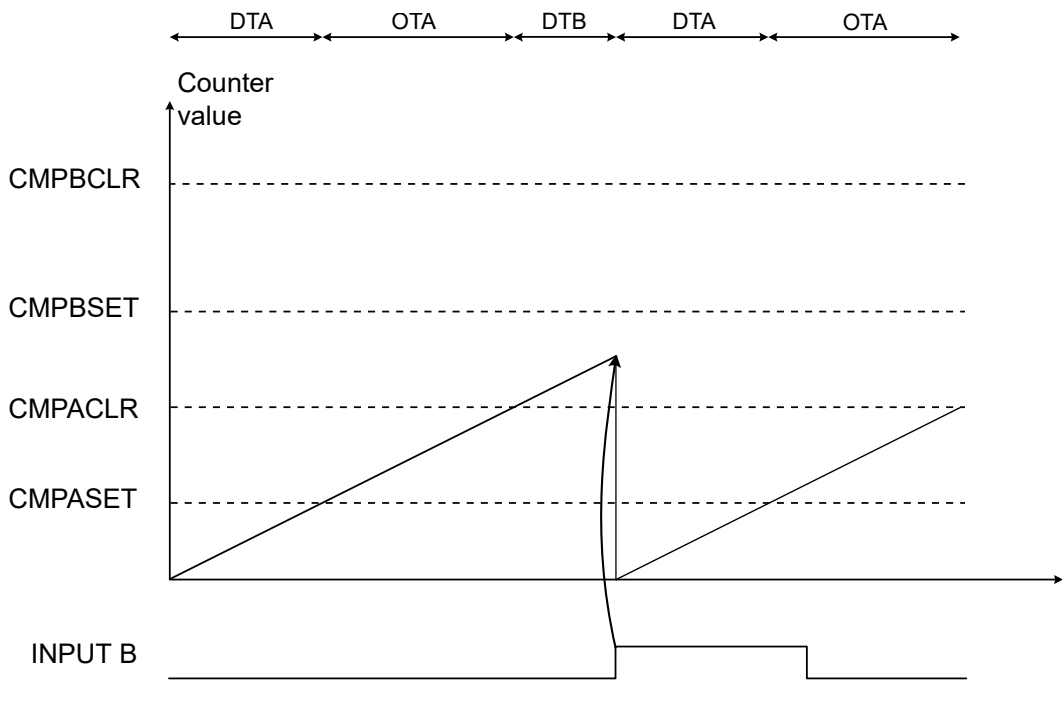 DTA OTA DTB DTA OTA
Counter
value
CMPBCLR
CMPBSET
CMPACLR
CMPASET
INPUT B